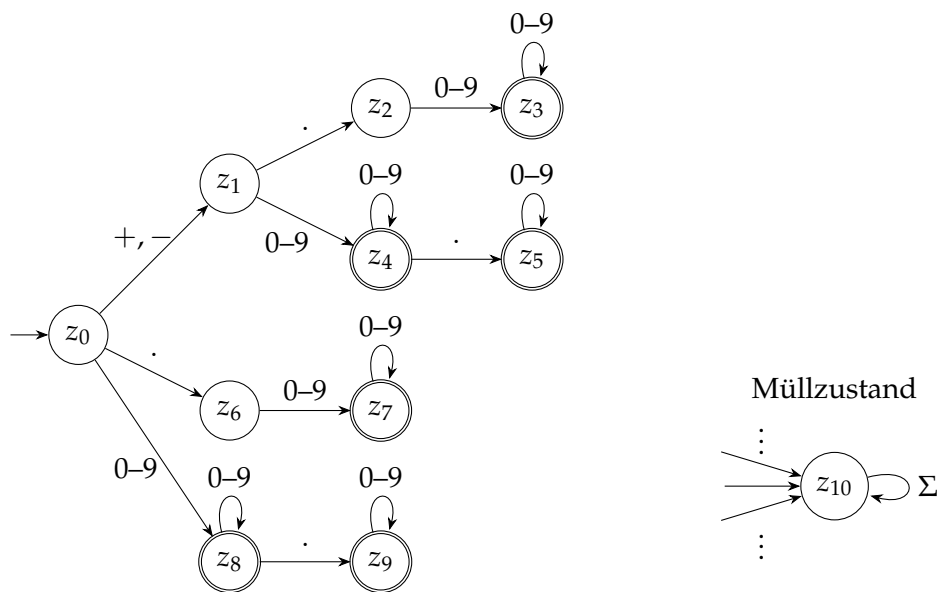 0–9
. z2 0–9 z3
z1 0–9 0–9
+, − 0–9 z4 . z5
z0 0–9
. z6 0–9 z7
Müllzustand
0–9 0–9 0–9
⋮
z10 Σ
z8 . z9
⋮